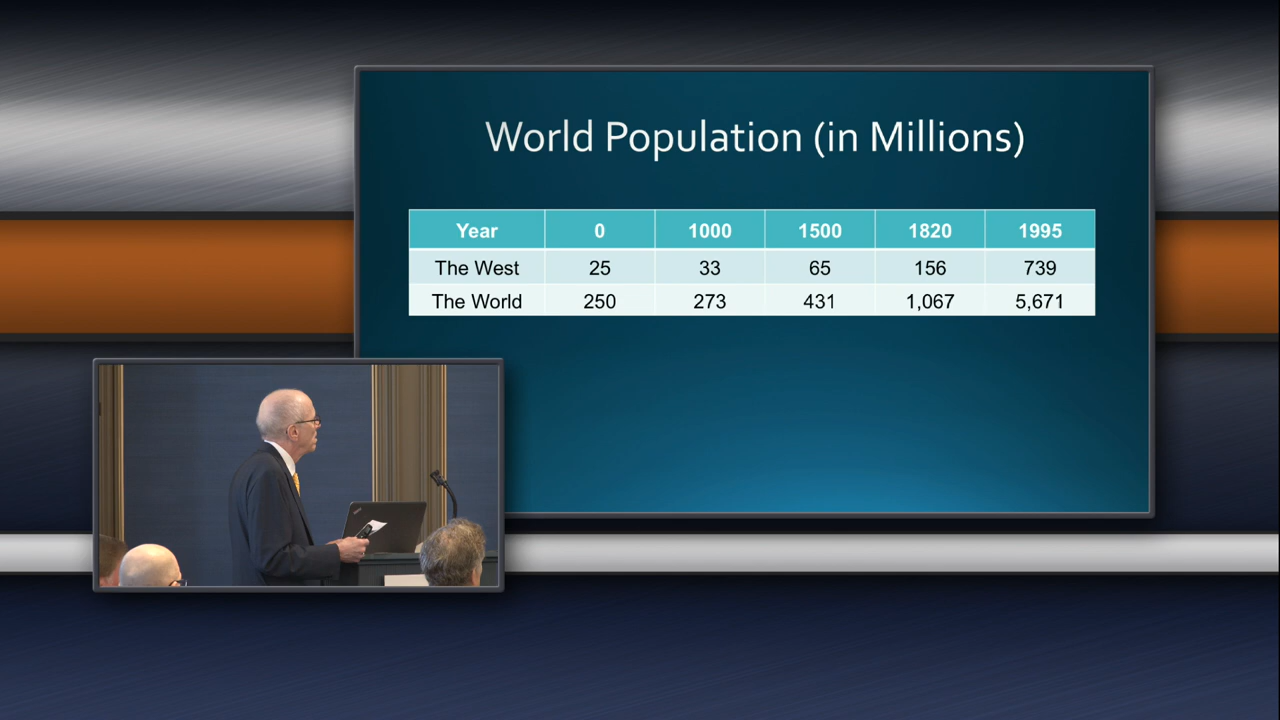 World Population (in Millions)
Year 0 1000 1500 1820 1995
The West 25 33 65 156 739
The World 250 273 431 1,067 5,671